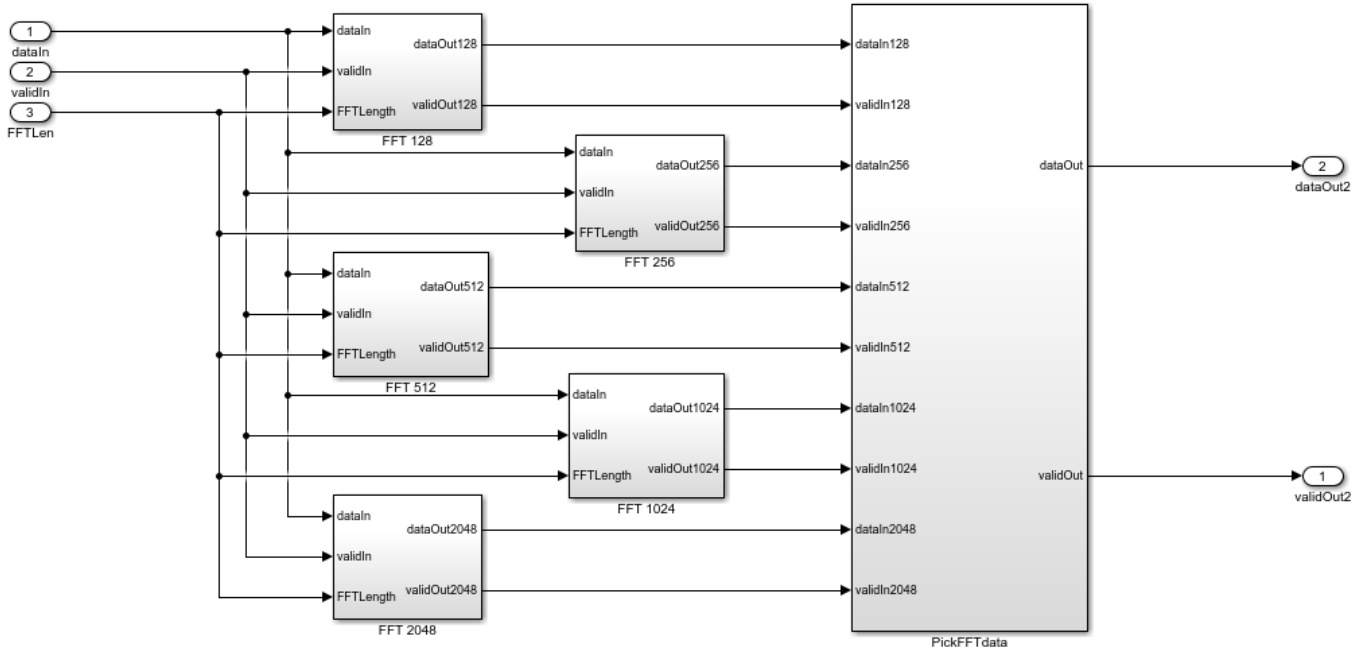 1
dataIn
2
validIn
3
FFTLen
dataIn
validIn
FFTLength
dataOut128
validOut128
FFT 128
dataIn
validIn
FFTLength
dataOut256
validOut256
FFT 256
dataIn
validIn
FFTLength
dataOut512
validOut512
FFT 512
dataIn
validIn
FFTLength
dataOut1024
validOut1024
FFT 1024
dataIn
validIn
FFTLength
dataOut2048
validOut2048
FFT 2048
dataIn128
validIn128
dataIn256
validIn256
dataIn512
validIn512
dataIn1024
validIn1024
dataIn2048
validIn2048
dataOut
validOut
PickFFTdata
2
dataOut2
1
validOut2